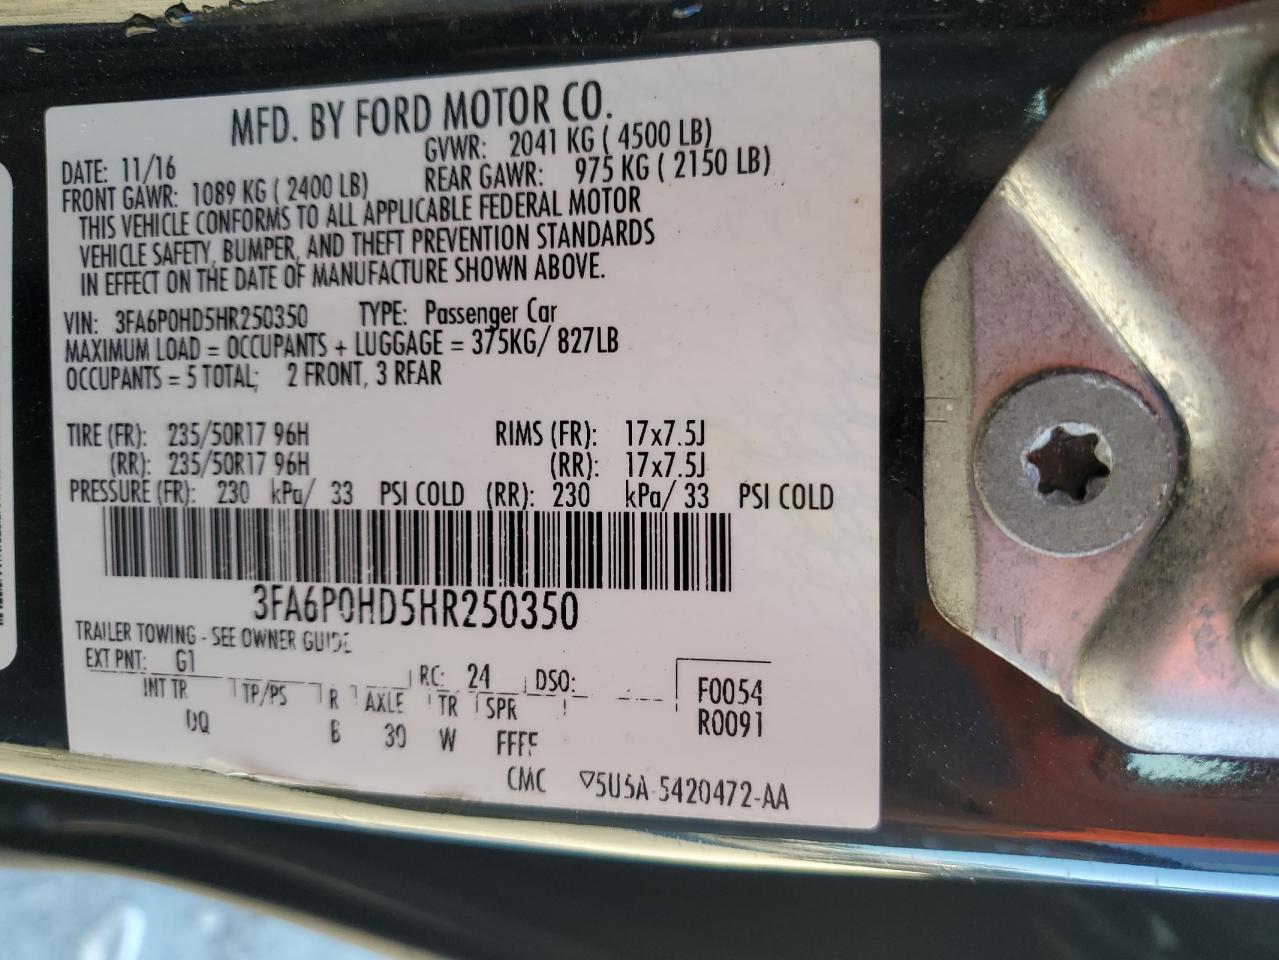 MFD. BY FORD MOTOR CO.
DATE: 11/16 GVWR: 2041 KG ( 4500 LB)
FRONT GAWR: 1089 KG ( 2400 LB) REAR GAWR: 975 KG ( 2150 LB)
THIS VEHICLE CONFORMS TO ALL APPLICABLE FEDERAL MOTOR
VEHICLE SAFETY, BUMPER, AND THEFT PREVENTION STANDARDS
IN EFFECT ON THE DATE OF MANUFACTURE SHOWN ABOVE.
VIN: 3FA6P0HD5HR250350 TYPE: Passenger Car
MAXIMUM LOAD = OCCUPANTS + LUGGAGE = 375KG/ 827LB
OCCUPANTS = 5 TOTAL; 2 FRONT, 3 REAR
TIRE (FR): 235/50R17 96H RIMS (FR): 17x7.5J
(RR): 235/50R17 96H (RR): 17x7.5J
PRESSURE (FR): 230 kPa/ 33 PSI COLD (RR): 230 kPa/ 33 PSI COLD
3FA6P0HD5HR250350
TRAILER TOWING - SEE OWNER GUIDE
EXT PNT: G1 RC: 24 DSO: F0054
INT TR TP/PS R AXLE TR SPR R0091
B 30 W FFFF
CMC ▽5U5A-5420472-AA